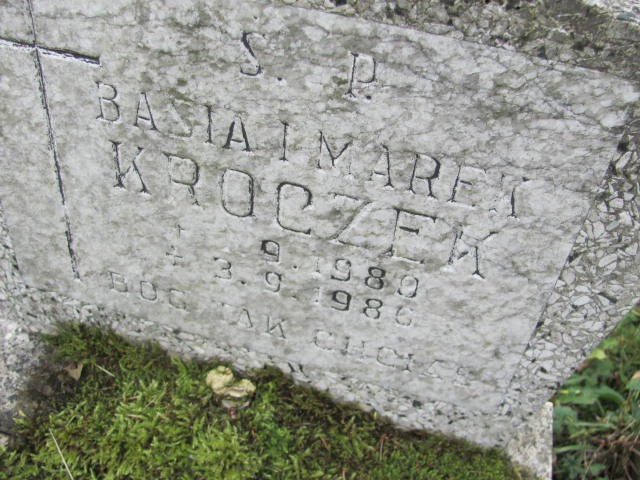 S. P.
BASIA I MAREK
KROCZEK
9. 1980
3. 9. 1986
BÓG TAK CHCIAŁ